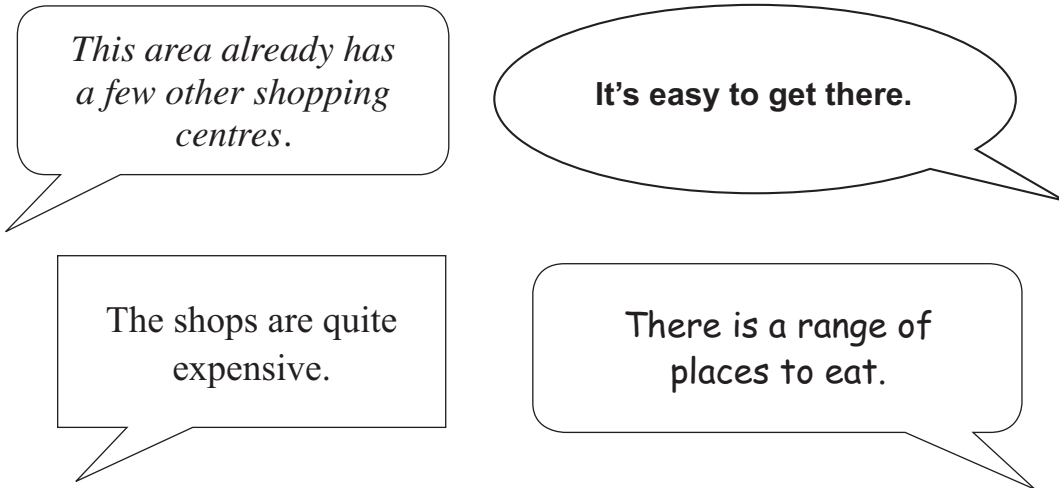 This area already has
a few other shopping
centres.
It’s easy to get there.
The shops are quite
expensive.
There is a range of
places to eat.